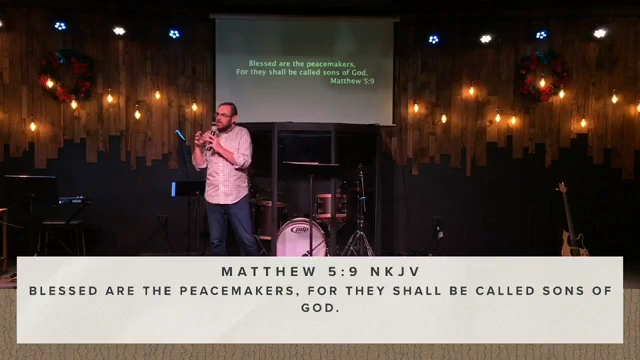 Blessed are the peacemakers,
For they shall be called sons of God.
Matthew 5:9
pdp
MATTHEW 5:9 NKJV
BLESSED ARE THE PEACEMAKERS, FOR THEY SHALL BE CALLED SONS OF
GOD.